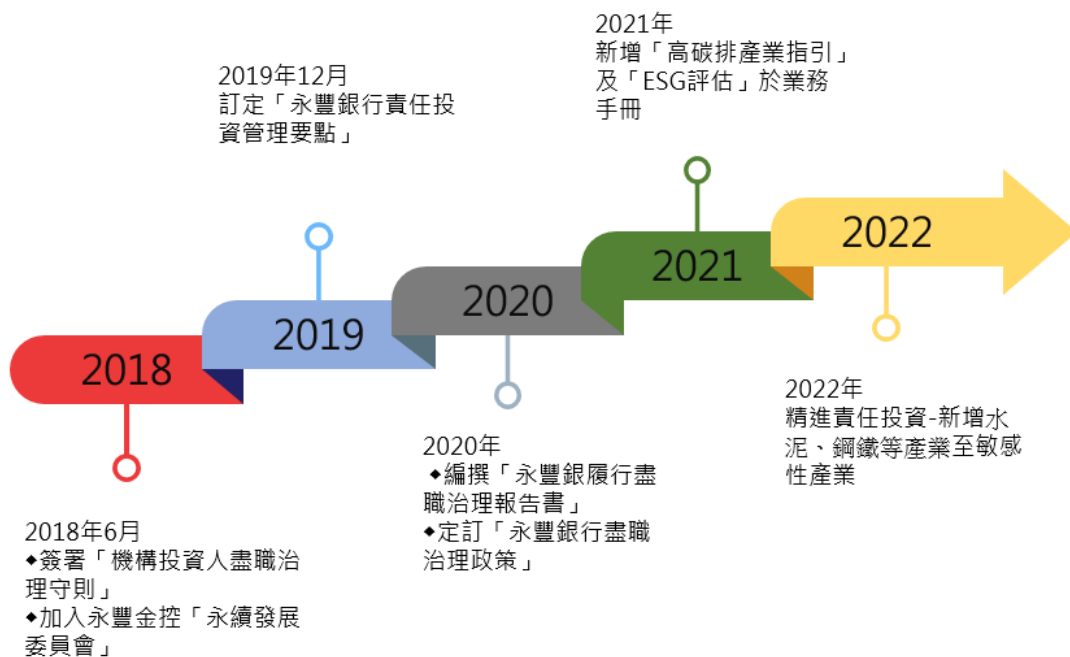 2018
2019
2020
2021
2022
2018年6月
◆簽署「機構投資人盡職治
理守則」
◆加入永豐金控「永續發展
委員會」
2019年12月
訂定「永豐銀行責任投
資管理要點」
2020年
◆編撰「永豐銀履行盡
職治理報告書」
◆定訂「永豐銀行盡職
治理政策」
2021年
新增「高碳排產業指引」
及「ESG評估」於業務
手冊
2022年
精進責任投資-新增水
泥、鋼鐵等產業至敏感
性產業